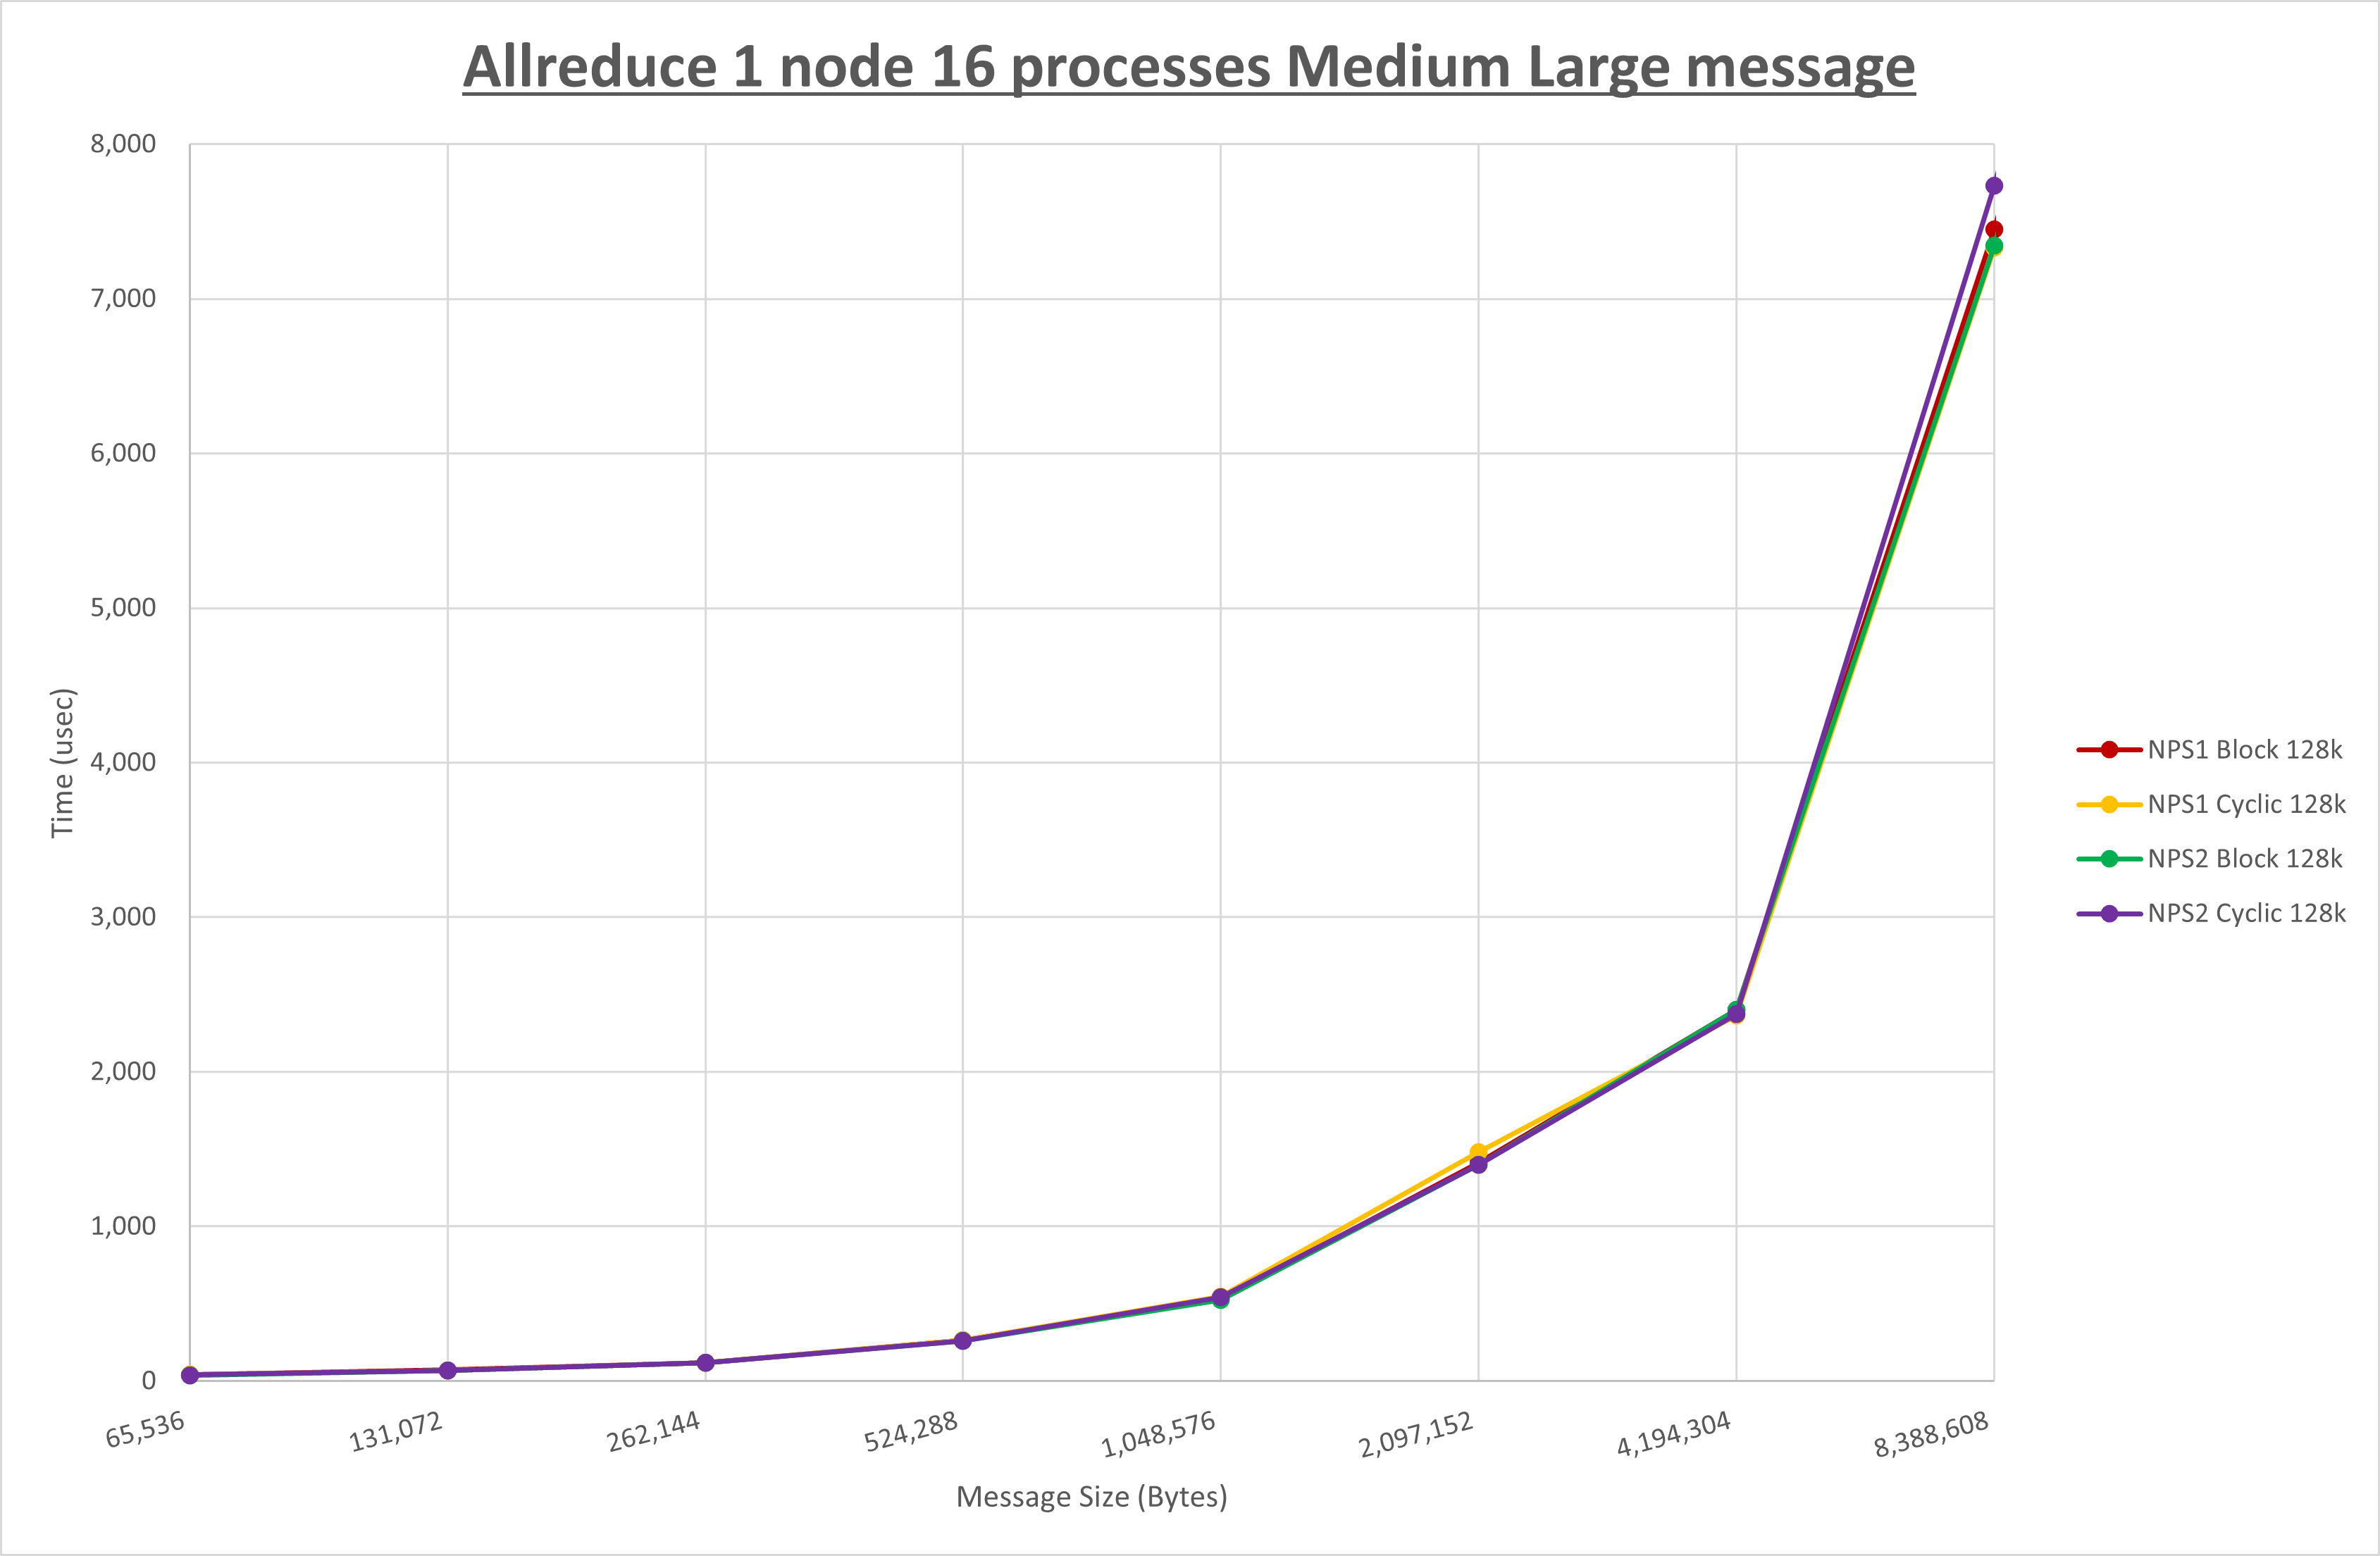 Allreduce 1 node 16 processes Medium Large message
8,000
7,000
6,000
5,000
4,000
3,000
2,000
1,000
0
Time (usec)
65,536
131,072
262,144
524,288
1,048,576
2,097,152
4,194,304
8,388,608
Message Size (Bytes)
NPS1 Block 128k
NPS1 Cyclic 128k
NPS2 Block 128k
NPS2 Cyclic 128k